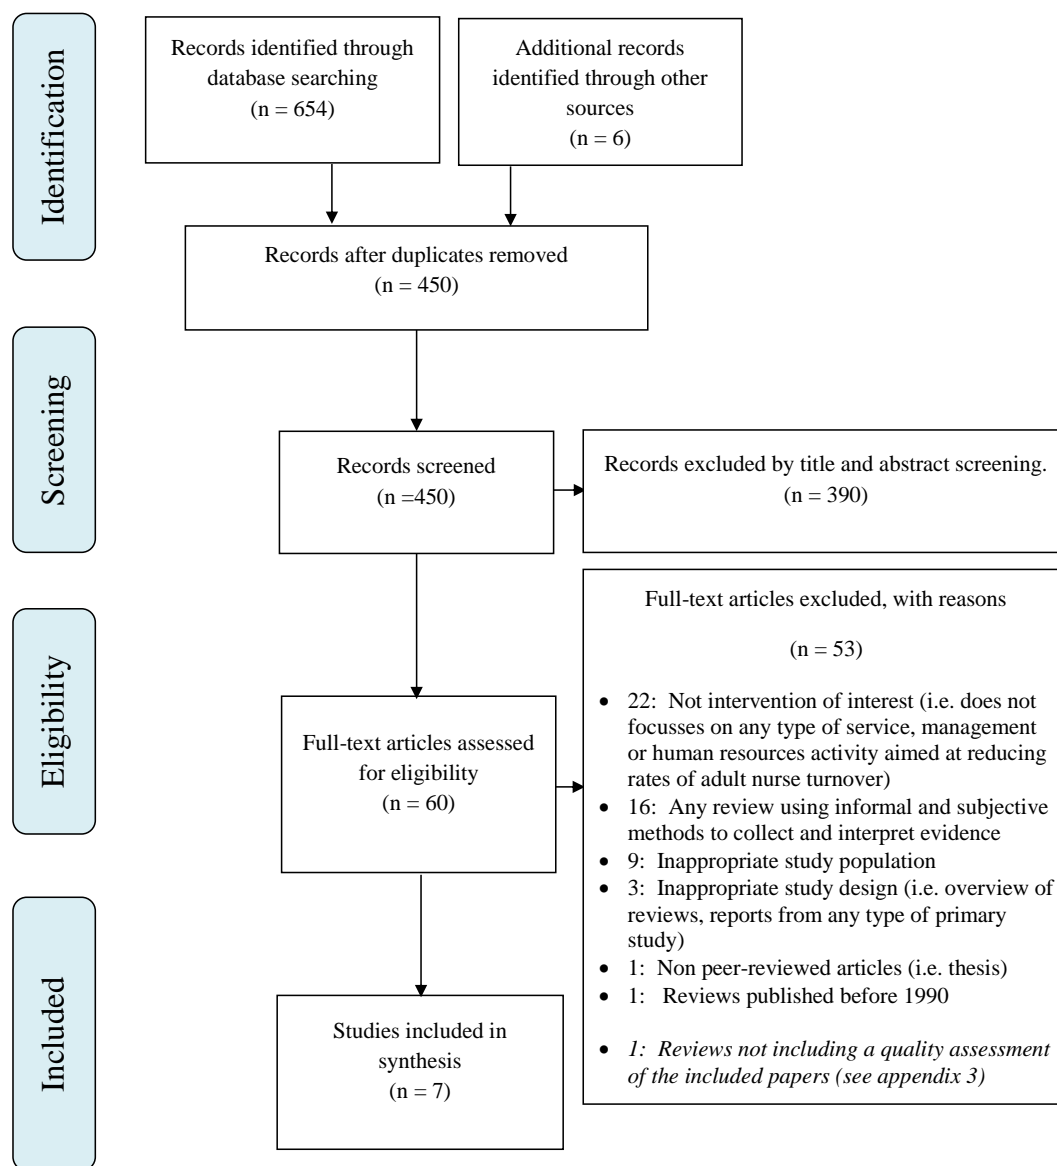 Identification
Records identified through
database searching
(n = 654)
Additional records
identified through other
sources
(n = 6)
Records after duplicates removed
(n = 450)
Screening
Records screened
(n =450)
Records excluded by title and abstract screening.
(n = 390)
Eligibility
Full-text articles assessed
for eligibility
(n = 60)
Full-text articles excluded, with reasons
(n = 53)
• 22: Not intervention of interest (i.e. does not
focusses on any type of service, management
or human resources activity aimed at reducing
rates of adult nurse turnover)
• 16: Any review using informal and subjective
methods to collect and interpret evidence
• 9: Inappropriate study population
• 3: Inappropriate study design (i.e. overview of
reviews, reports from any type of primary
study)
• 1: Non peer-reviewed articles (i.e. thesis)
• 1: Reviews published before 1990
• 1: Reviews not including a quality assessment
of the included papers (see appendix 3)
Included
Studies included in
synthesis
(n = 7)